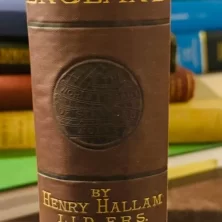 ENGLAND
BY
HENRY HALLAM
LL.D. F.R.S.